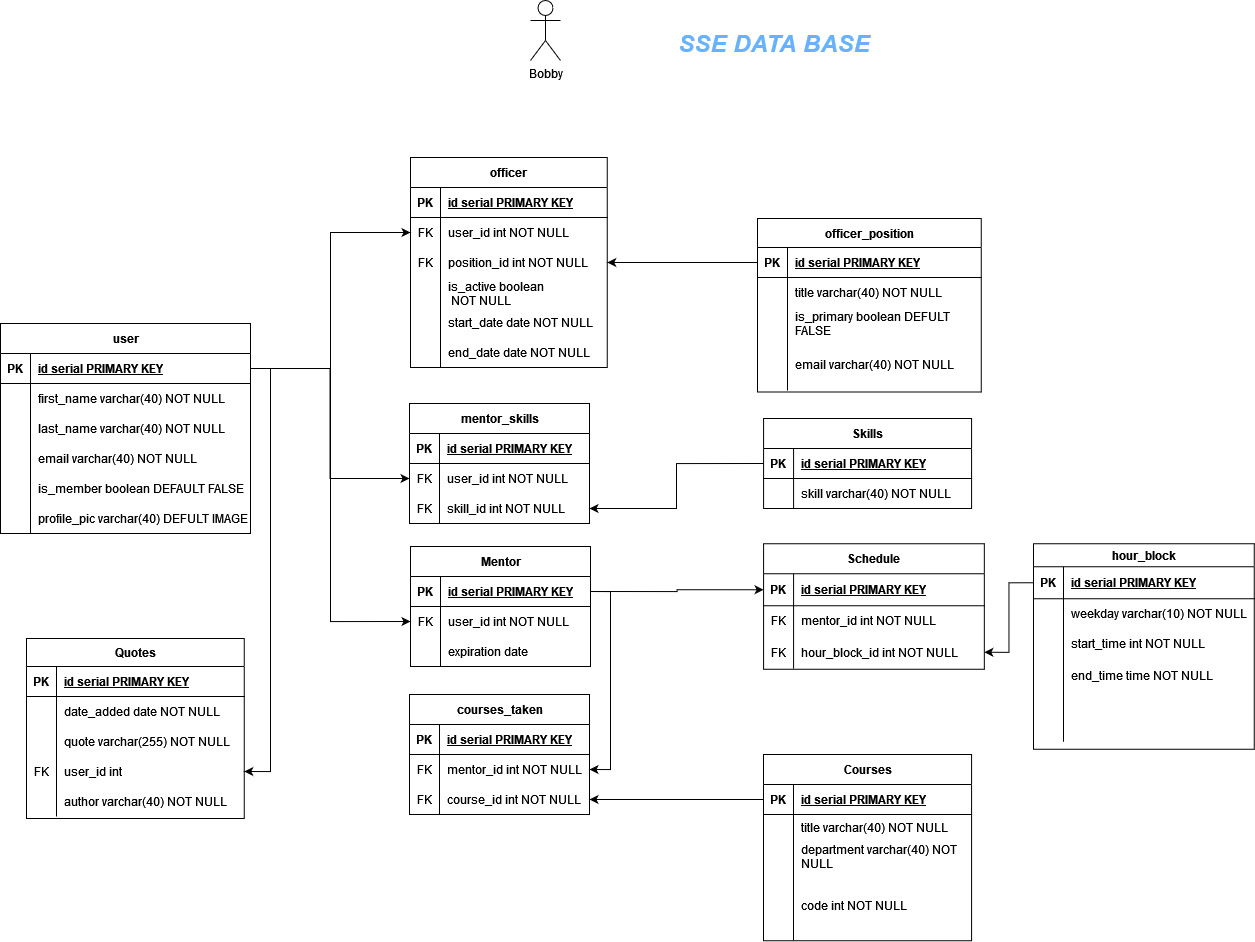 Bobby
SSE DATA BASE
officer
PK id serial PRIMARY KEY
FK user_id int NOT NULL
FK position_id int NOT NULL
is_active boolean
NOT NULL
start_date date NOT NULL
end_date date NOT NULL
officer_position
PK id serial PRIMARY KEY
title varchar(40) NOT NULL
is_primary boolean DEFULT
FALSE
email varchar(40) NOT NULL
user
PK id serial PRIMARY KEY
first_name varchar(40) NOT NULL
last_name varchar(40) NOT NULL
email varchar(40) NOT NULL
is_member boolean DEFAULT FALSE
profile_pic varchar(40) DEFULT IMAGE
mentor_skills
PK id serial PRIMARY KEY
FK user_id int NOT NULL
FK skill_id int NOT NULL
Skills
PK id serial PRIMARY KEY
skill varchar(40) NOT NULL
Mentor
PK id serial PRIMARY KEY
FK user_id int NOT NULL
expiration date
Schedule
PK id serial PRIMARY KEY
FK mentor_id int NOT NULL
FK hour_block_id int NOT NULL
hour_block
PK id serial PRIMARY KEY
weekday varchar(10) NOT NULL
start_time int NOT NULL
end_time time NOT NULL
Quotes
PK id serial PRIMARY KEY
date_added date NOT NULL
quote varchar(255) NOT NULL
FK user_id int
author varchar(40) NOT NULL
courses_taken
PK id serial PRIMARY KEY
FK mentor_id int NOT NULL
FK course_id int NOT NULL
Courses
PK id serial PRIMARY KEY
title varchar(40) NOT NULL
department varchar(40) NOT
NULL
code int NOT NULL